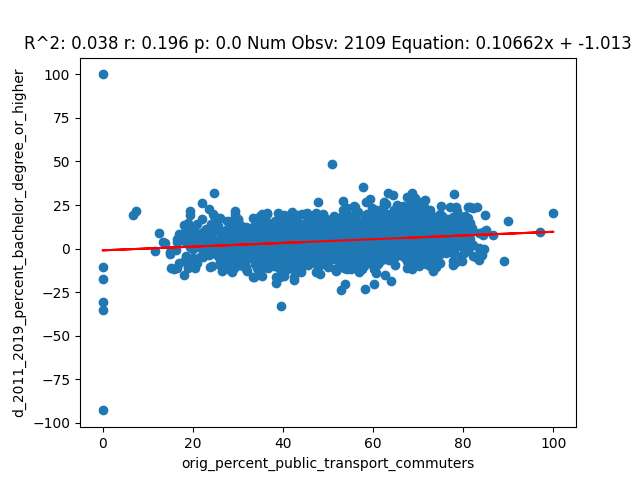 R^2: 0.038 r: 0.196 p: 0.0 Num Obsv: 2109 Equation: 0.10662x + -1.013
d_2011_2019_percent_bachelor_degree_or_higher
100
75
50
25
0
−25
−50
−75
−100
0 20 40 60 80 100
orig_percent_public_transport_commuters